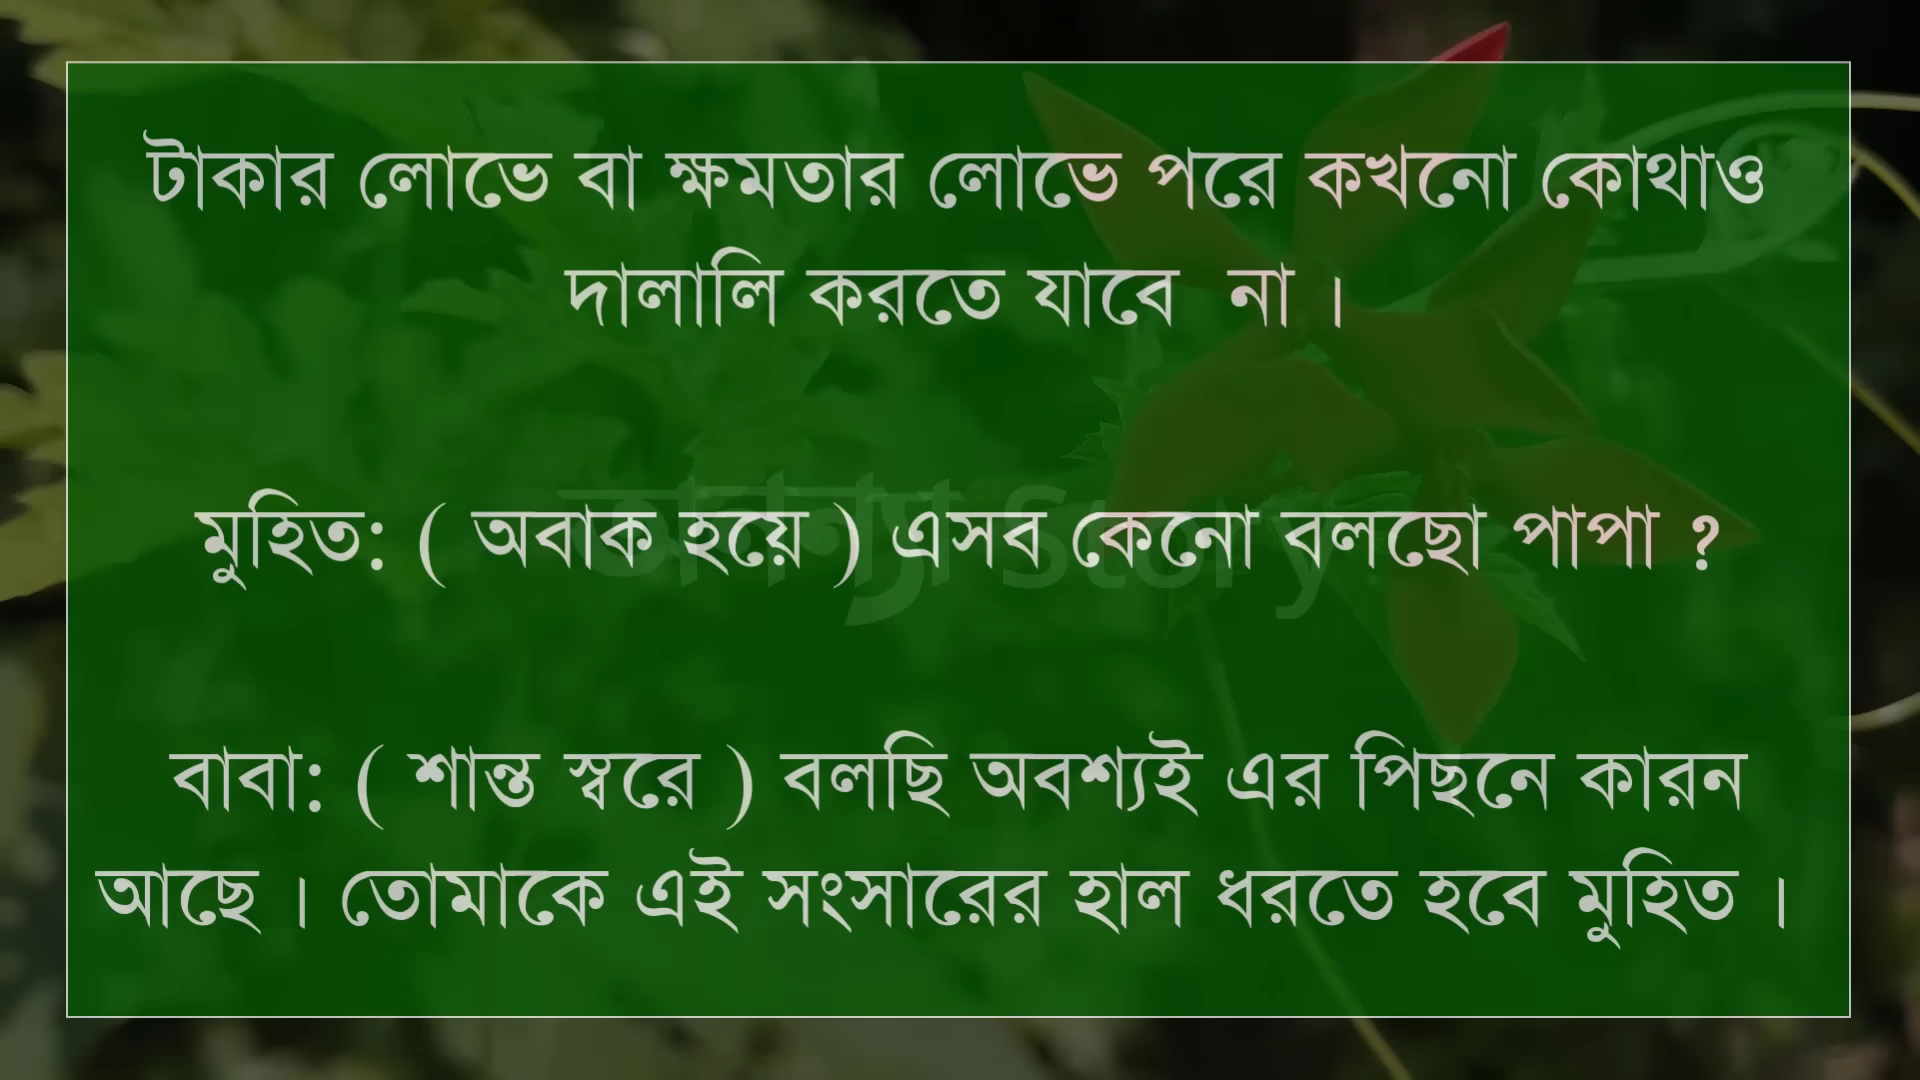 টাকার লোভে বা ক্ষমতার লোভে পরে কখনো কোথাও
দালালি করতে যাবে না ।
মুহিত: ( অবাক হয়ে ) এসব কেনো বলছো পাপা ?
বাবা: ( শান্ত স্বরে ) বলছি অবশ্যই এর পিছনে কারন
আছে । তোমাকে এই সংসারের হাল ধরতে হবে মুহিত ।